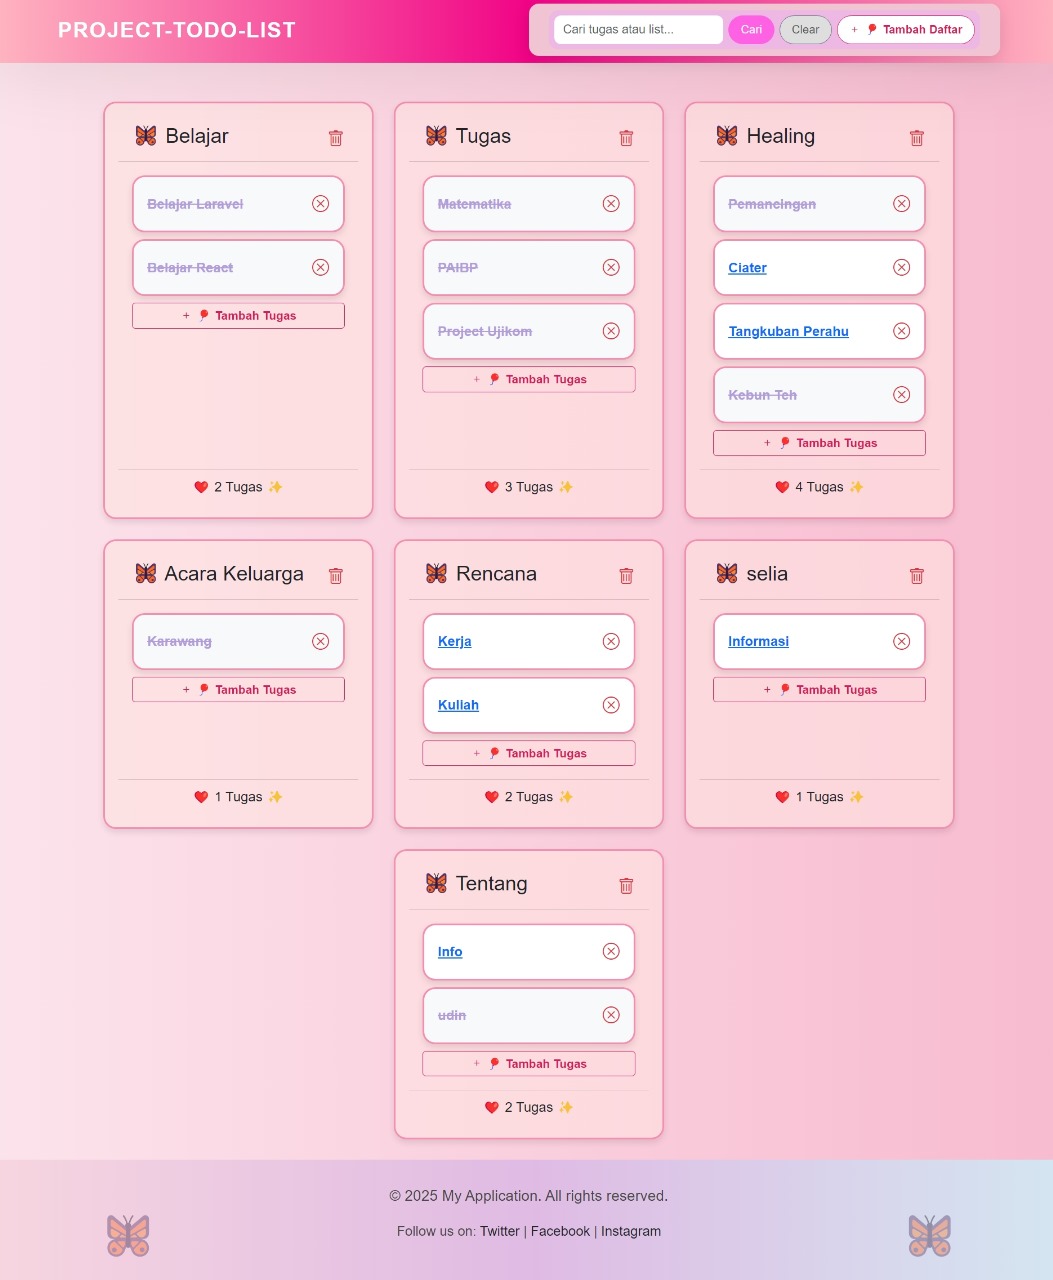 PROJECT-TODO-LIST
Cari tugas atau list...
Cari
Clear
+ Tambah Daftar
Belajar
Belajar Laravel
Belajar React
+ Tambah Tugas
2 Tugas
Tugas
Matematika
PAIBP
Project Ujikom
+ Tambah Tugas
3 Tugas
Healing
Pemancingan
Ciater
Tangkuban Perahu
Kebun Teh
+ Tambah Tugas
4 Tugas
Acara Keluarga
Karawang
+ Tambah Tugas
1 Tugas
Rencana
Kerja
Kuliah
+ Tambah Tugas
2 Tugas
selia
Informasi
+ Tambah Tugas
1 Tugas
Tentang
Info
udin
+ Tambah Tugas
2 Tugas
© 2025 My Application. All rights reserved.
Follow us on: Twitter | Facebook | Instagram